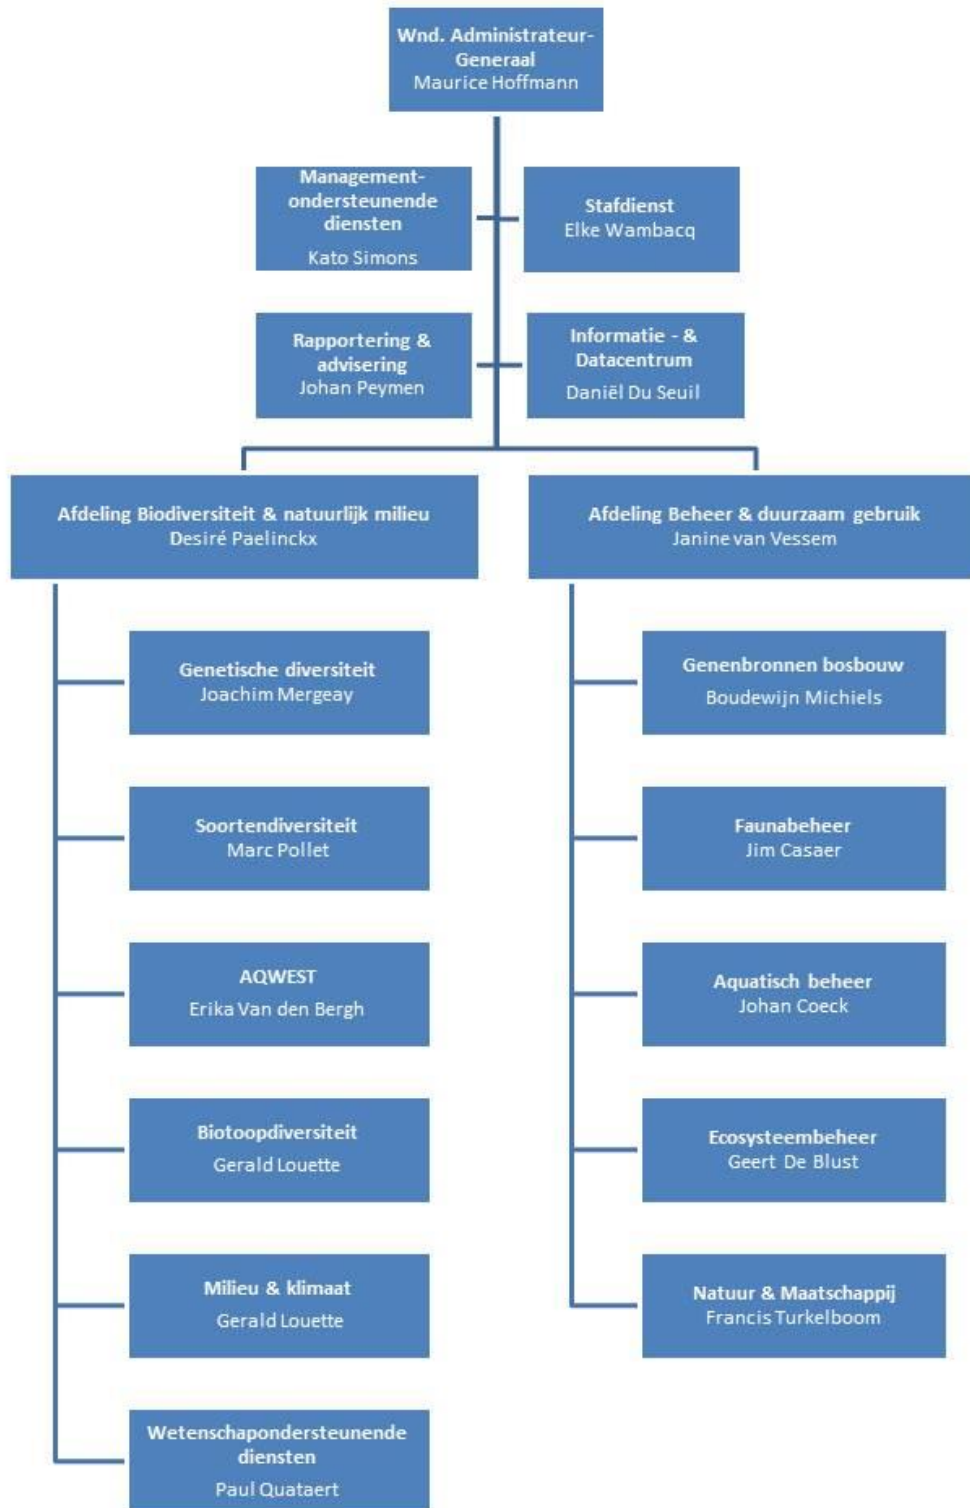 Wnd. Administrateur-
Generaal
Maurice Hoffmann
Management-
ondersteunende
diensten
Kato Simons
Stafdienst
Elke Wambacq
Rapportering &
advisering
Johan Peymen
Informatie - &
Datacentrum
Daniël Du Seuil
Afdeling Biodiversiteit & natuurlijk milieu
Desiré Paelinckx
Afdeling Beheer & duurzaam gebruik
Janine van Vessem
Genetische diversiteit
Joachim Mergeay
Soortendiversiteit
Marc Pollet
AQWEST
Erika Van den Bergh
Biotoopdiversiteit
Gerald Louette
Milieu & klimaat
Gerald Louette
Wetenschapondersteunende
diensten
Paul Quataert
Genenbronnen bosbouw
Boudewijn Michiels
Faunabeheer
Jim Casaer
Aquatisch beheer
Johan Coeck
Ecosysteembeheer
Geert De Blust
Natuur & Maatschappij
Francis Turkelboom